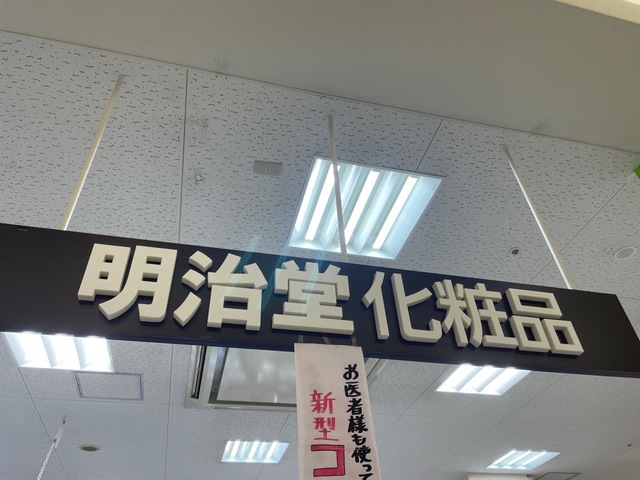 明治堂 化粧品
お医者様も使って
新型コ